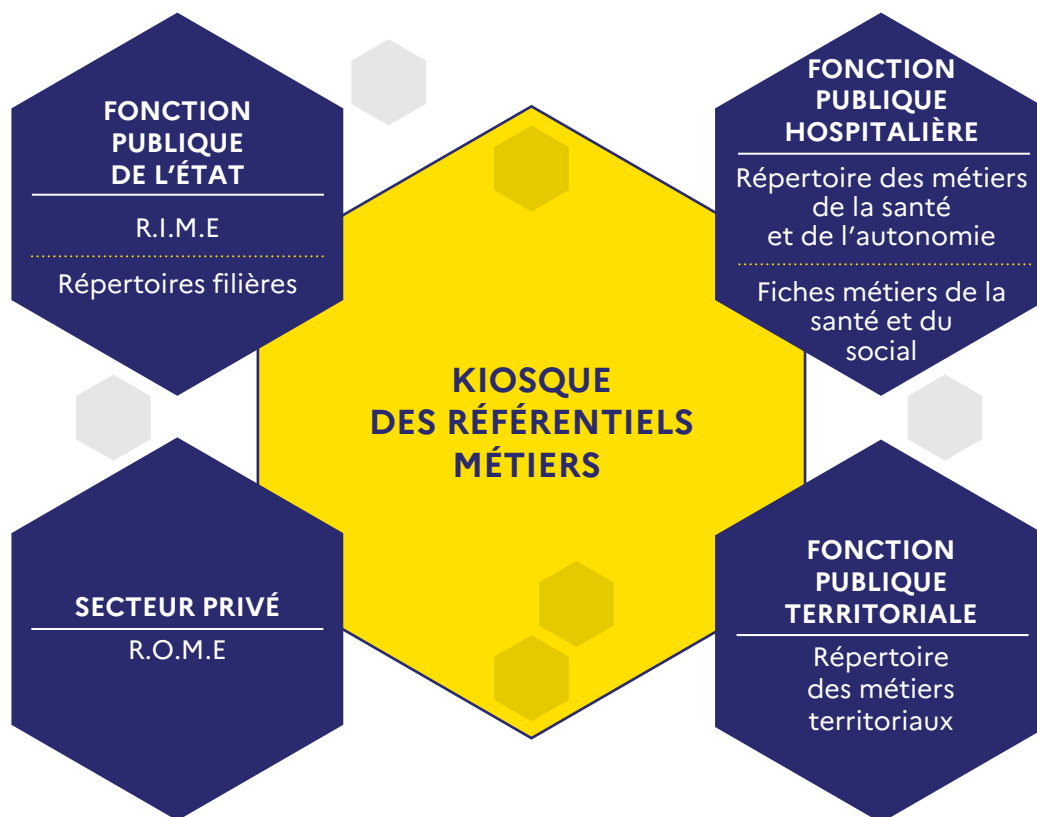 FONCTION
PUBLIQUE
DE L'ÉTAT
R.I.M.E
Répertoires filières
FONCTION
PUBLIQUE
HOSPITALIÈRE
Répertoire des métiers
de la santé
et de l'autonomie
Fiches métiers de la
santé et du
social
KIOSQUE
DES RÉFÉRENTIELS
MÉTIERS
SECTEUR PRIVÉ
R.O.M.E
FONCTION
PUBLIQUE
TERRITORIALE
Répertoire
des métiers
territoriaux